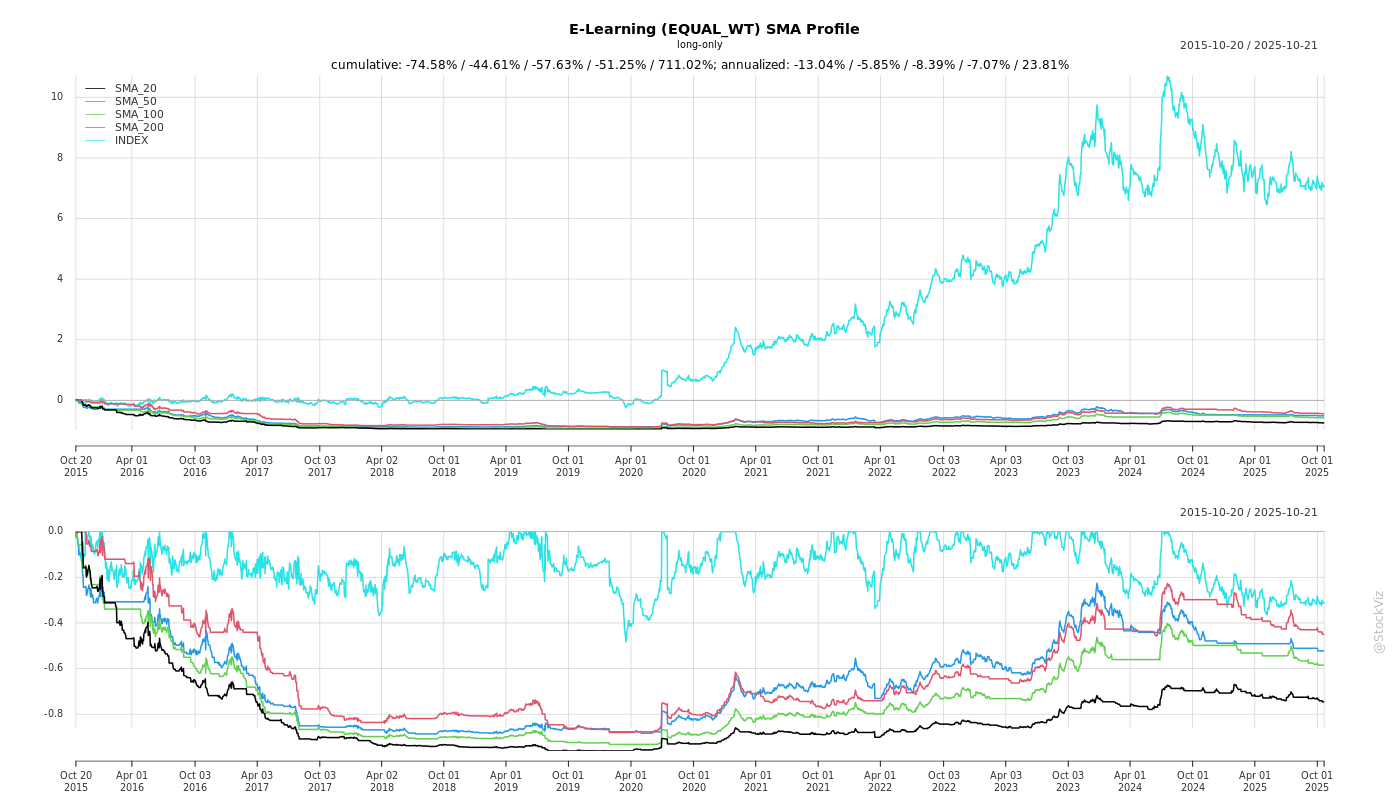 E-Learning (EQUAL_WT) SMA Profile
long-only
2015-10-20 / 2025-10-21
cumulative: -74.58% / -44.61% / -57.63% / -51.25% / 711.02%; annualized: -13.04% / -5.85% / -8.39% / -7.07% / 23.81%
SMA_20
SMA_50
SMA_100
SMA_200
INDEX
10
8
6
4
2
0
Oct 20 Apr 01 Oct 03 Apr 03 Oct 03 Apr 02 Oct 01 Apr 01 Oct 01 Apr 01 Oct 01 Apr 01 Oct 01 Apr 01 Oct 03 Apr 03 Oct 03 Apr 01 Oct 01 Apr 01 Oct 01
2015 2016 2016 2017 2017 2018 2018 2019 2019 2020 2020 2021 2021 2022 2022 2023 2023 2024 2024 2025 2025
2015-10-20 / 2025-10-21
0.0
-0.2
-0.4
-0.6
-0.8
Oct 20 Apr 01 Oct 03 Apr 03 Oct 03 Apr 02 Oct 01 Apr 01 Oct 01 Apr 01 Oct 01 Apr 01 Oct 01 Apr 01 Oct 03 Apr 03 Oct 03 Apr 01 Oct 01 Apr 01 Oct 01
2015 2016 2016 2017 2017 2018 2018 2019 2019 2020 2020 2021 2021 2022 2022 2023 2023 2024 2024 2025 2025
@StockViz